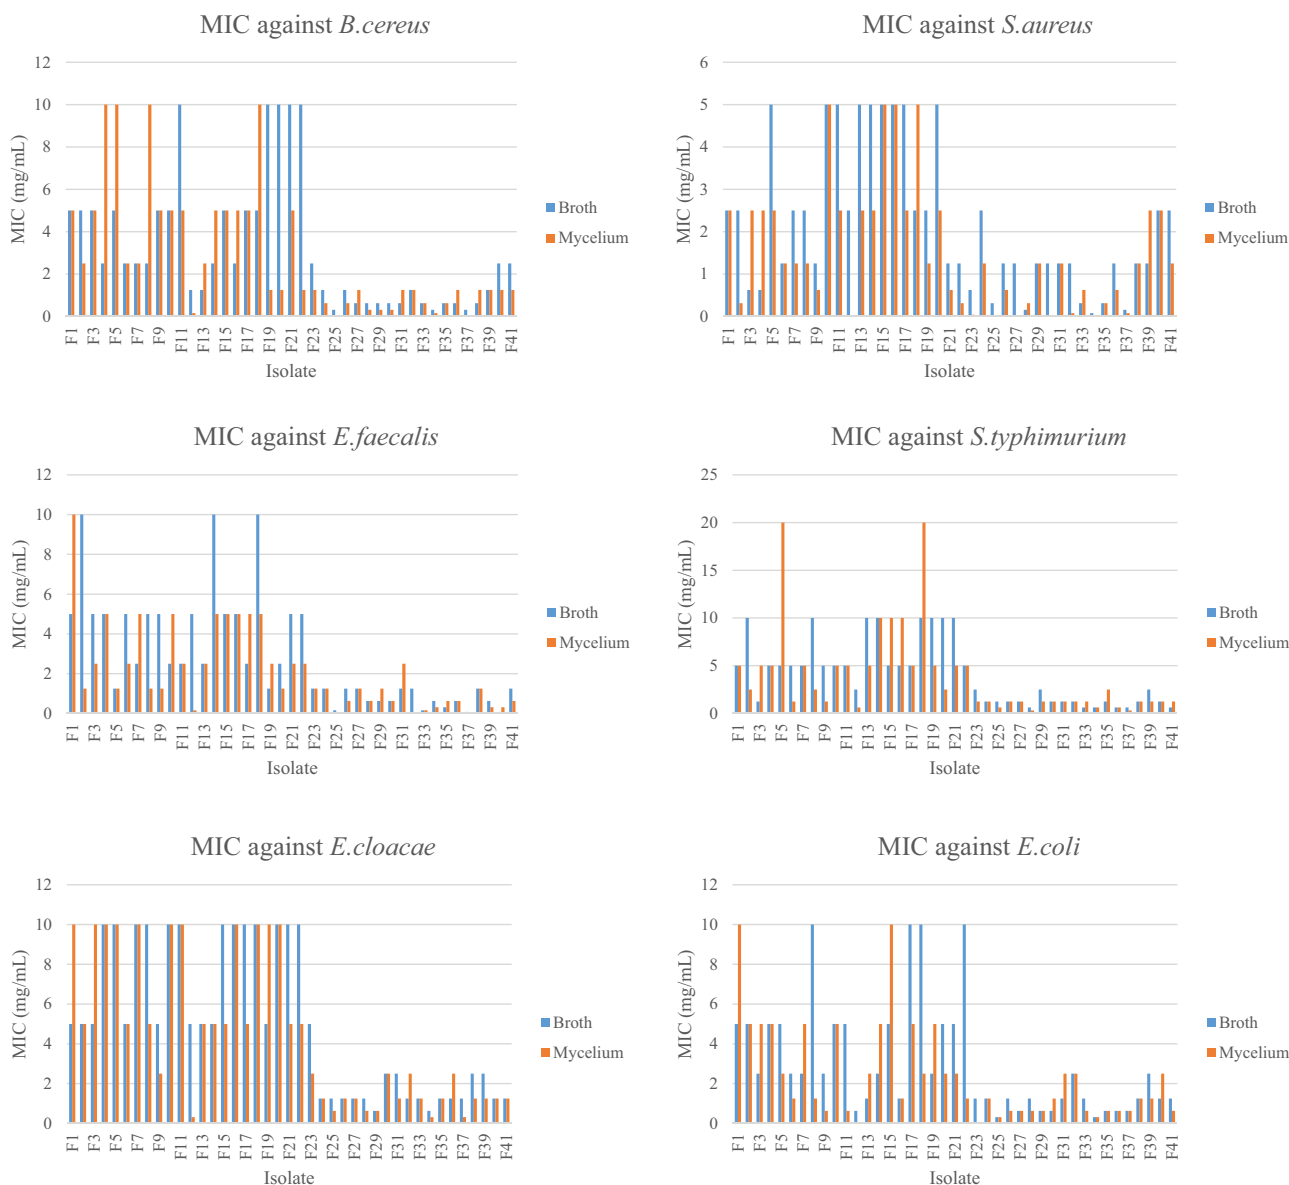 MIC against B.cereus
12
10
8
6
4
2
0
MIC (mg/mL)
F1 F3 F5 F7 F9 F11 F13 F15 F17 F19 F21 F23 F25 F27 F29 F31 F33 F35 F37 F39 F41
Isolate
Broth
Mycelium
MIC against S.aureus
6
5
4
3
2
1
0
MIC (mg/mL)
F1 F3 F5 F7 F9 F11 F13 F15 F17 F19 F21 F23 F25 F27 F29 F31 F33 F35 F37 F39 F41
Isolate
Broth
Mycelium
MIC against E.faecalis
12
10
8
6
4
2
0
MIC (mg/mL)
F1 F3 F5 F7 F9 F11 F13 F15 F17 F19 F21 F23 F25 F27 F29 F31 F33 F35 F37 F39 F41
Isolate
Broth
Mycelium
MIC against S.typhimurium
25
20
15
10
5
0
MIC (mg/mL)
F1 F3 F5 F7 F9 F11 F13 F15 F17 F19 F21 F23 F25 F27 F29 F31 F33 F35 F37 F39 F41
Isolate
Broth
Mycelium
MIC against E.cloacae
12
10
8
6
4
2
0
MIC (mg/mL)
F1 F3 F5 F7 F9 F11 F13 F15 F17 F19 F21 F23 F25 F27 F29 F31 F33 F35 F37 F39 F41
Isolate
Broth
Mycelium
MIC against E.coli
12
10
8
6
4
2
0
MIC (mg/mL)
F1 F3 F5 F7 F9 F11 F13 F15 F17 F19 F21 F23 F25 F27 F29 F31 F33 F35 F37 F39 F41
Isolate
Broth
Mycelium